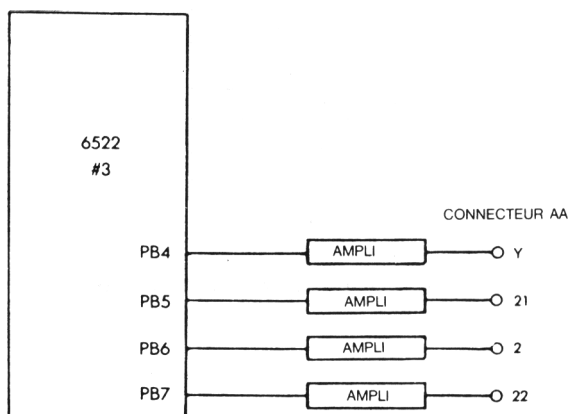 6522
#3
CONNECTEUR AA
PB4 AMPLI Y
PB5 AMPLI 21
PB6 AMPLI 2
PB7 AMPLI 22